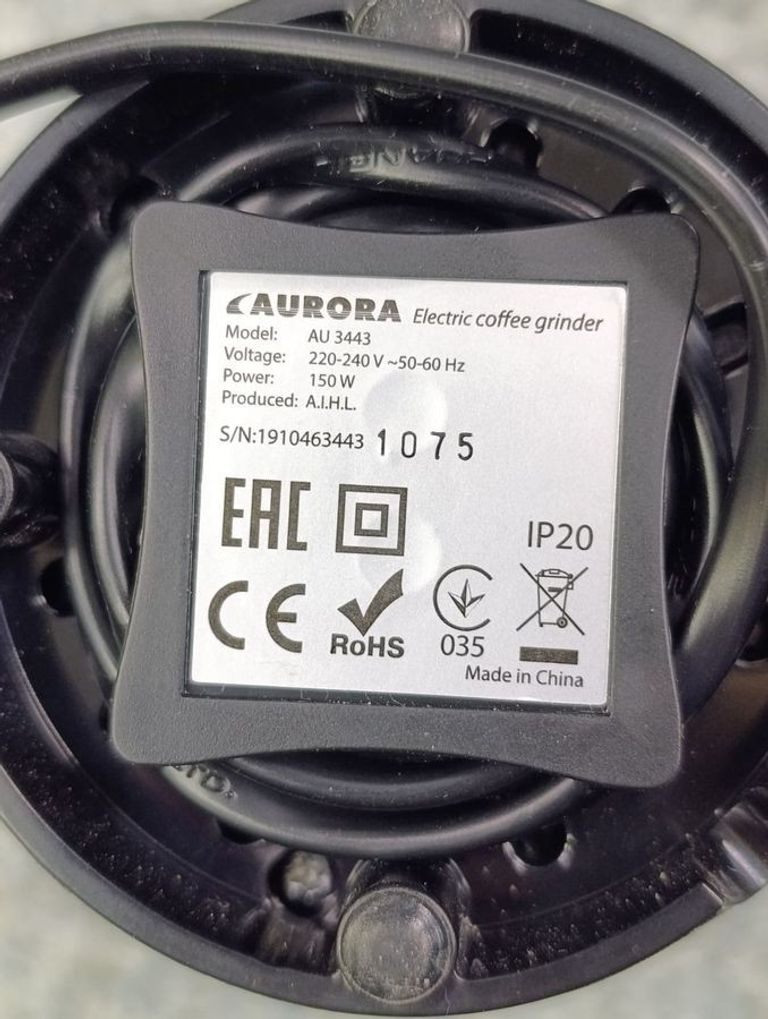 AURORA Electric coffee grinder
Model: AU 3443
Voltage: 220-240 V ~50-60 Hz
Power: 150 W
Produced: A.I.H.L.
S/N:1910463443 1075
EAC
IP20
CE
RoHS
035
Made in China
LTD.